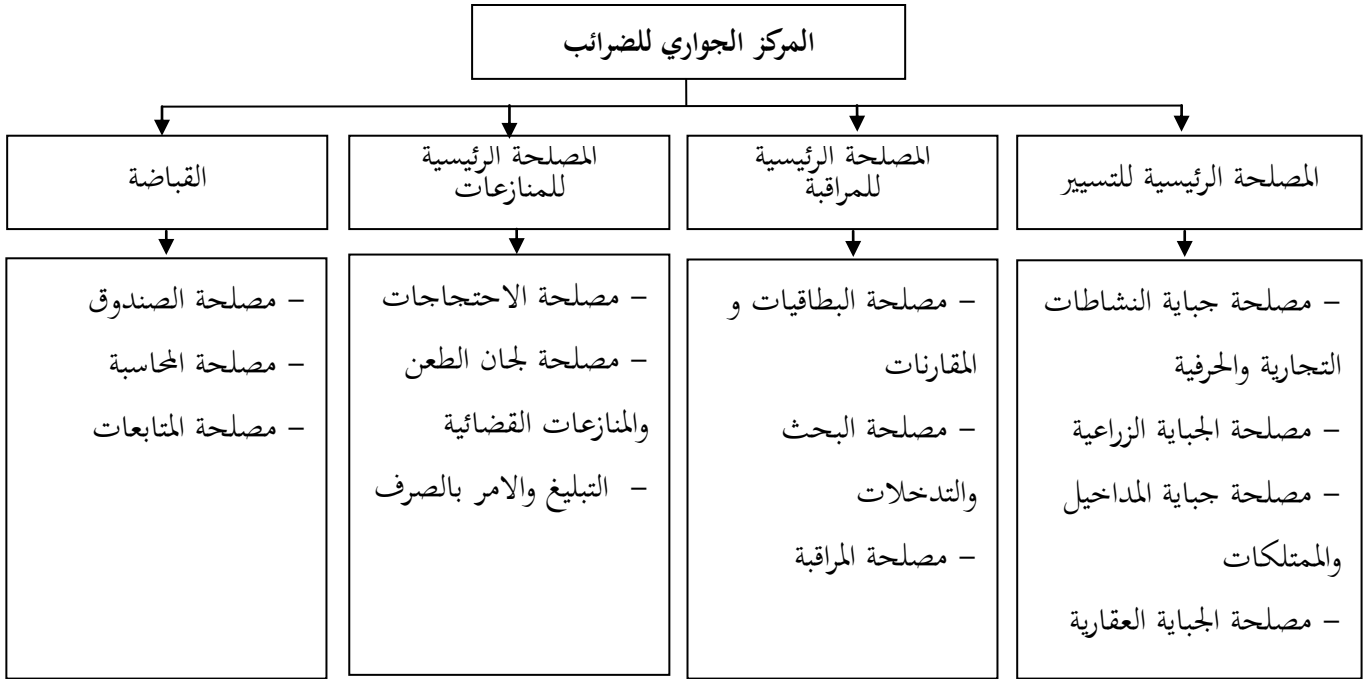 المركز الجواري للضرائب
المصلحة الرئيسية للتسيير
المصلحة الرئيسية
للمراقبة
المصلحة الرئيسية
للمنازعات
القباضة
– مصلحة جباية النشاطات
التجارية والحرفية
– مصلحة الجباية الزراعية
– مصلحة جباية المداخيل
والممتلكات
– مصلحة الجباية العقارية
– مصلحة البطاقيات و
المقارنات
– مصلحة البحث
والتدخلات
– مصلحة المراقبة
– مصلحة الاحتجاجات
– مصلحة لجان الطعن
والمنازعات القضائية
– التبليغ والامر بالصرف
– مصلحة الصندوق
– مصلحة المحاسبة
– مصلحة المتابعات